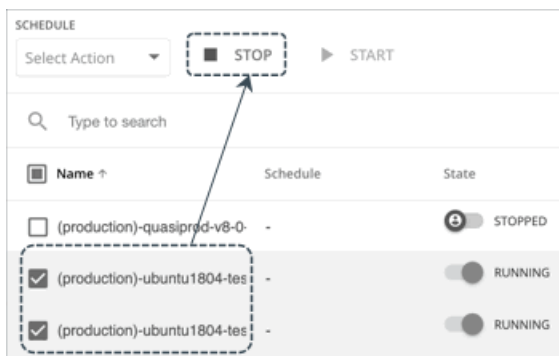 SCHEDULE
Select Action STOP START
Type to search
Name ↑ Schedule State
(production)-quasiprod-v8-0- - STOPPED
(production)-ubuntu1804-tes - RUNNING
(production)-ubuntu1804-tes - RUNNING